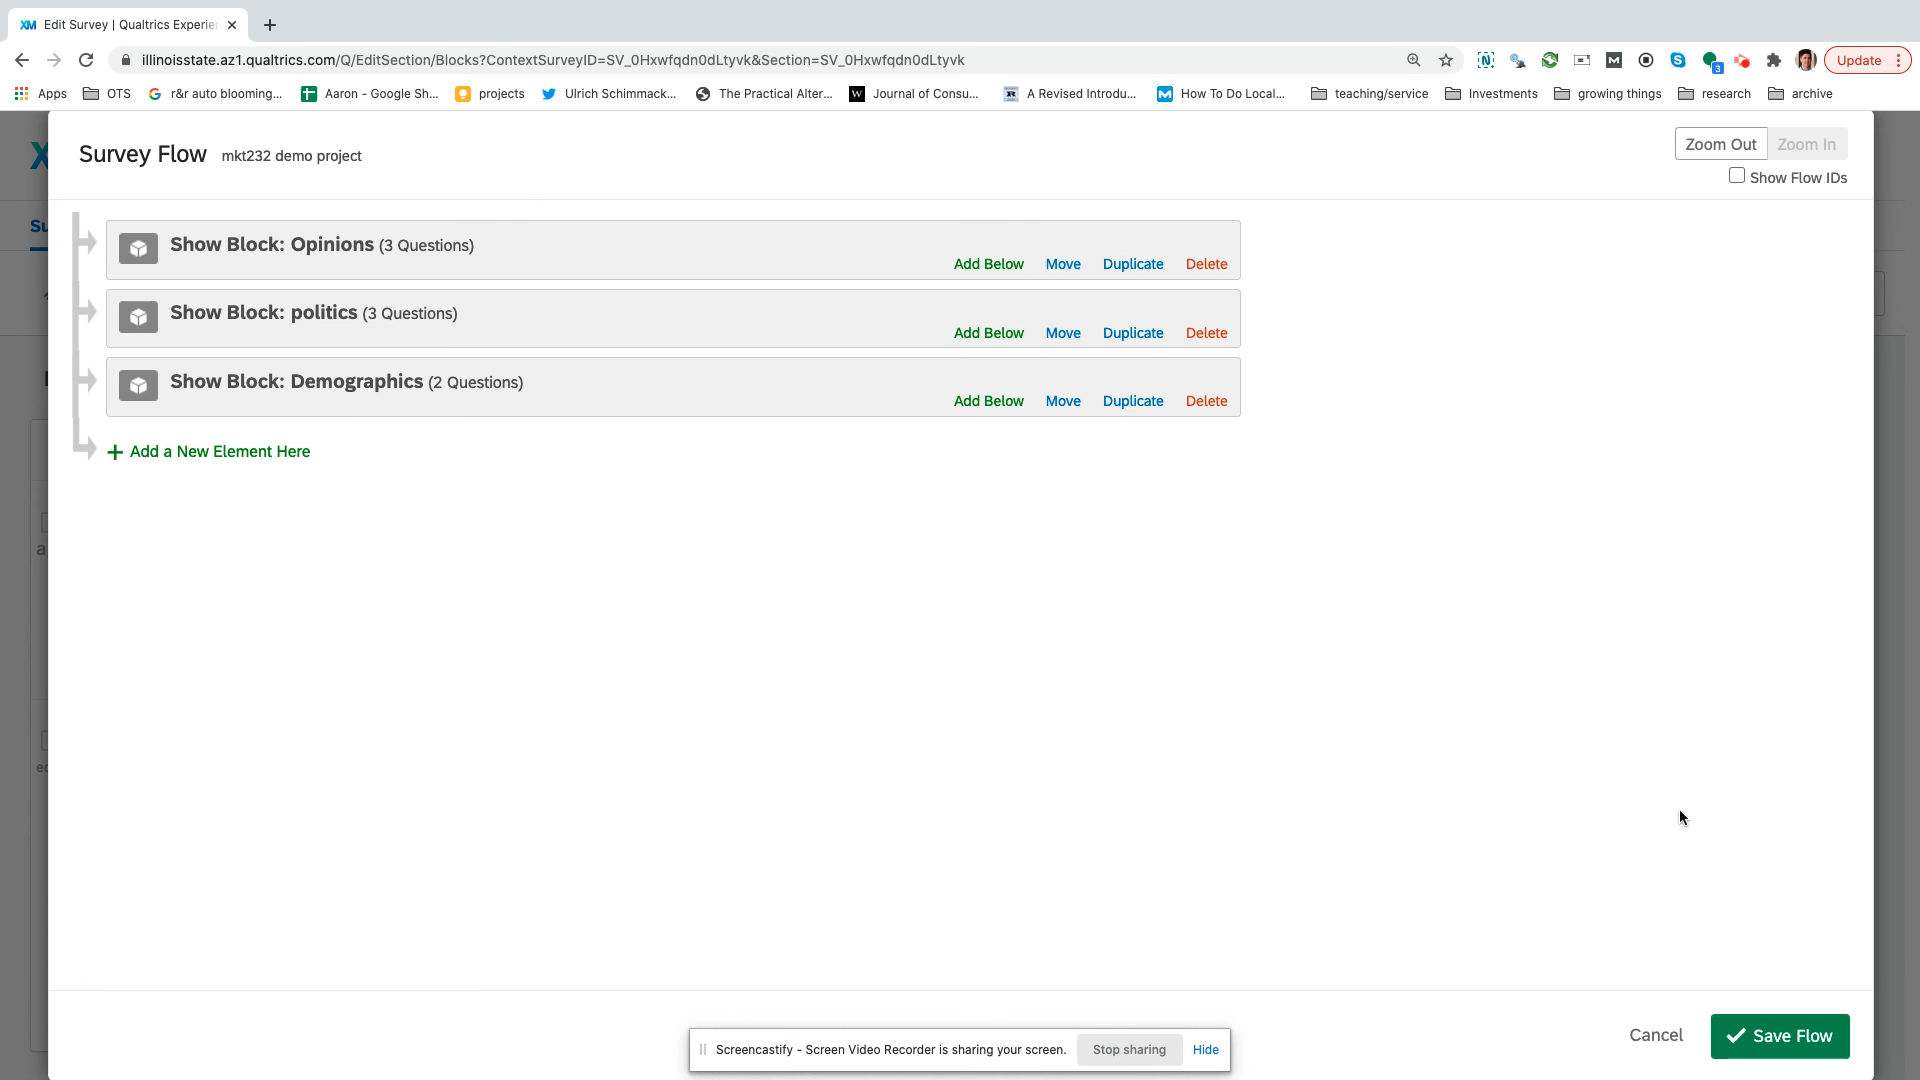 XM Edit Survey | Qualtrics Experier
illinoisstate.az1.qualtrics.com/Q/EditSection/Blocks?ContextSurveyID=SV_0Hxwfqdn0dLtyvk&Section=SV_0Hxwfqdn0dLtyvk
3
Update
Apps OTS r&r auto blooming... Aaron - Google Sh... projects Ulrich Schimmack... The Practical Alter... Journal of Consu... A Revised Introdu... How To Do Local... teaching/service Investments growing things research archive
Survey Flow mkt232 demo project
Zoom Out Zoom In
Show Flow IDs
Show Block: Opinions (3 Questions)
Add Below Move Duplicate Delete
Show Block: politics (3 Questions)
Add Below Move Duplicate Delete
Show Block: Demographics (2 Questions)
Add Below Move Duplicate Delete
+ Add a New Element Here
Cancel Save Flow
Screencastify - Screen Video Recorder is sharing your screen. Stop sharing Hide